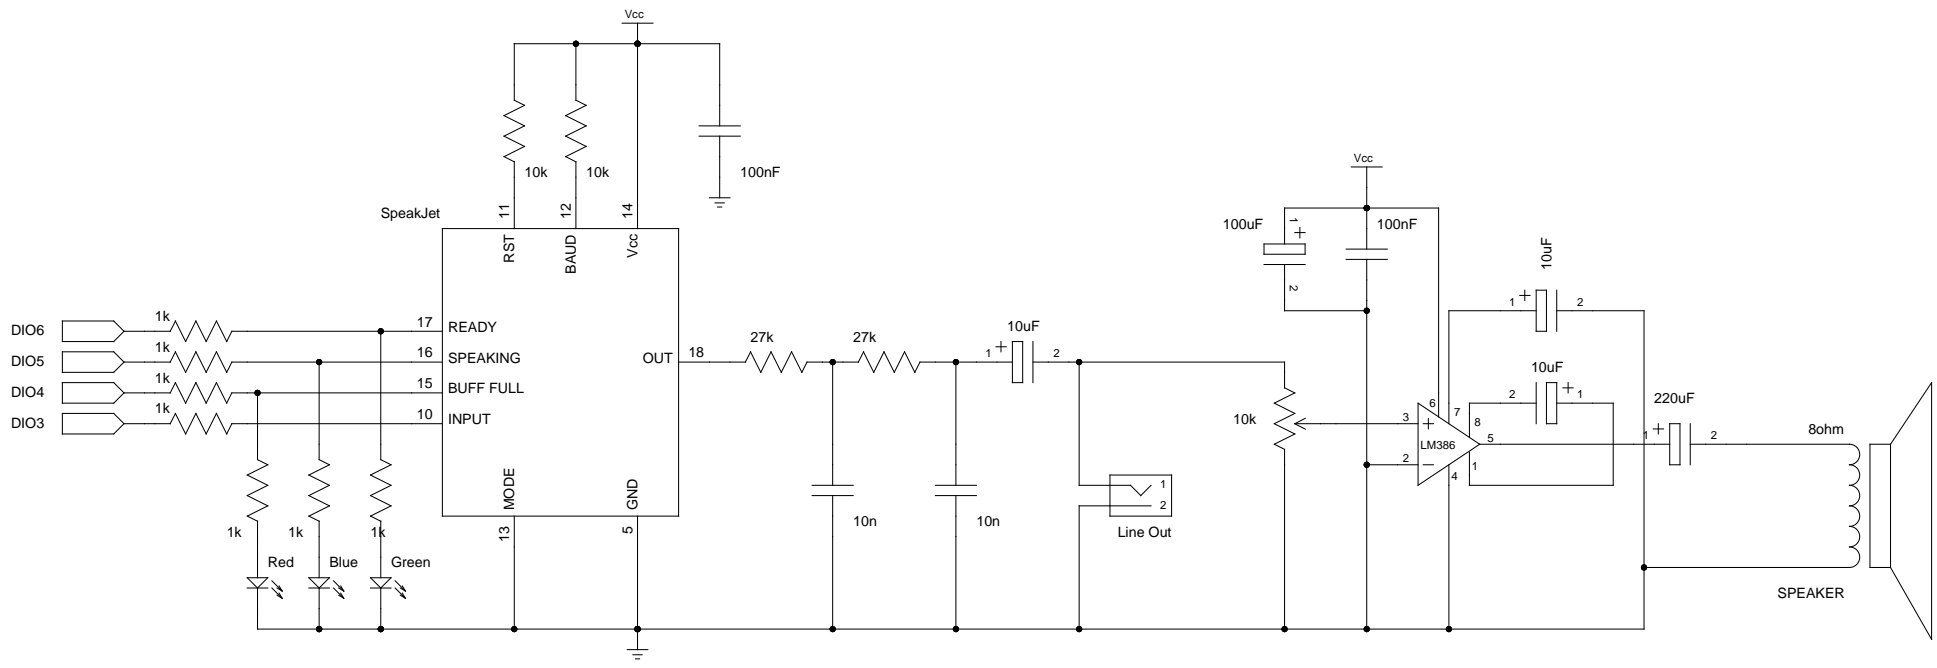 Vcc
10k
10k
100nF
SpeakJet
11
12
14
RST
BAUD
Vcc
DIO6
1k
17
READY
DIO5
1k
16
SPEAKING
DIO4
1k
15
BUFF FULL
DIO3
1k
10
INPUT
OUT
18
MODE
GND
13
5
1k
1k
1k
Red
Blue
Green
27k
27k
10n
10n
10uF
1
+
2
Line Out
1
2
10k
Vcc
100uF
1
+
2
100nF
10uF
1
+
2
10uF
2
+
1
6
7
3
+
8
LM386
5
2
−
1
4
220uF
1
+
2
8ohm
SPEAKER